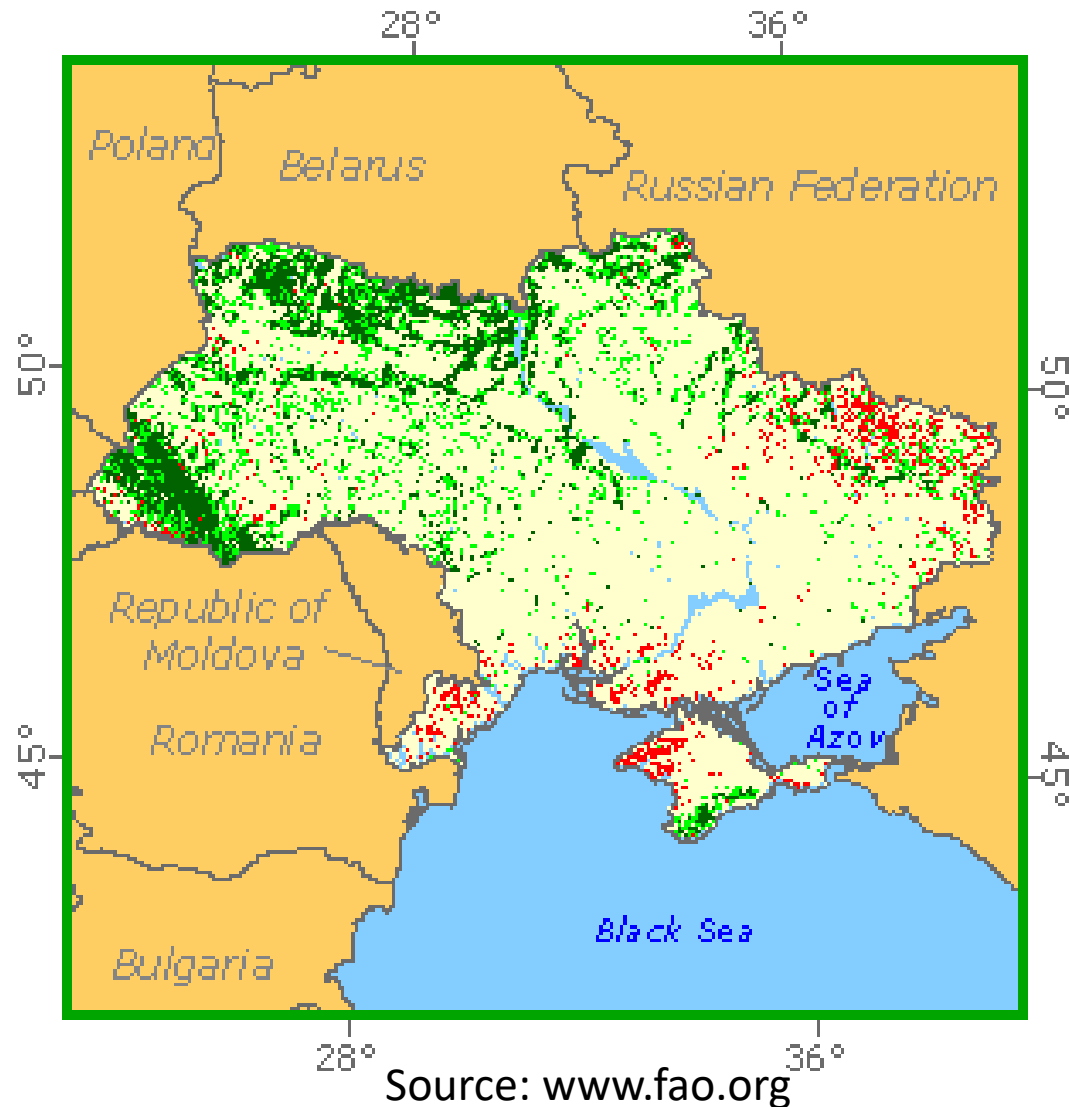 28° 36°
Poland
Belarus
Russian Federation
50° 50°
Republic of
Moldova
Sea
of
Azov
Romania
45° 45°
Black Sea
Bulgaria
28° 36°
Source: www.fao.org